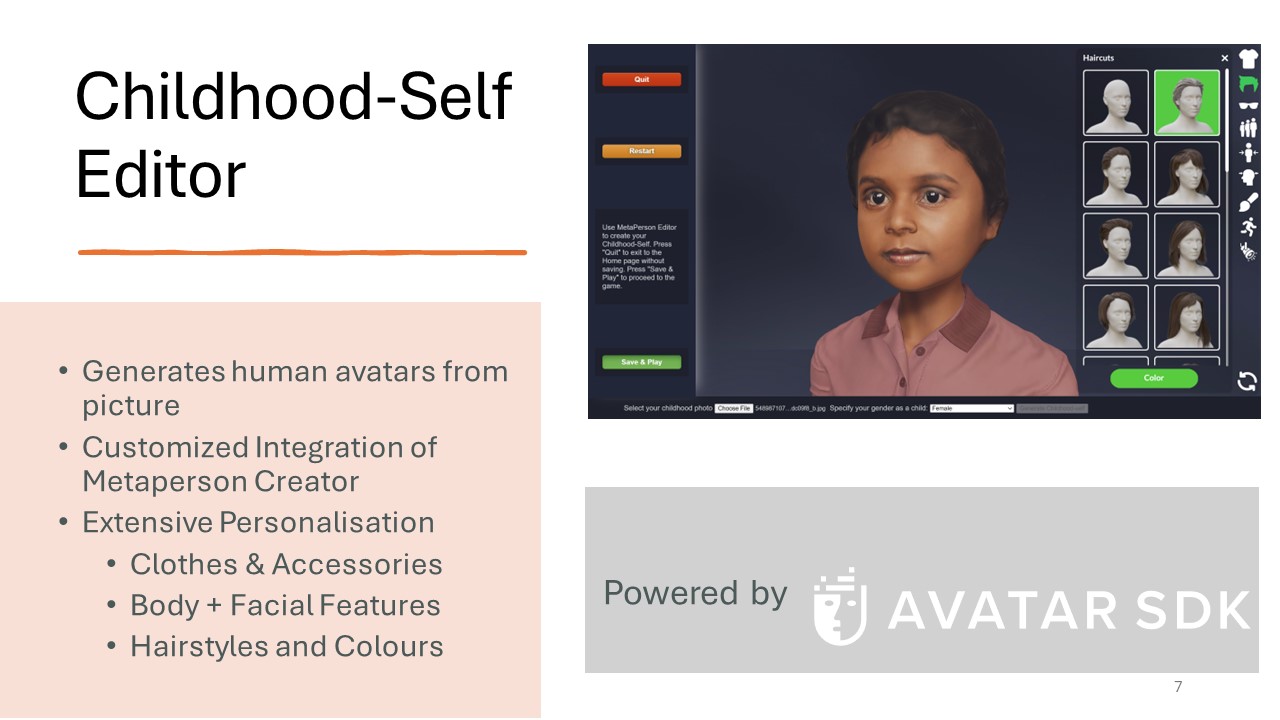 Childhood-Self
Editor
• Generates human avatars from
picture
• Customized Integration of
Metaperson Creator
• Extensive Personalisation
• Clothes & Accessories
• Body + Facial Features
• Hairstyles and Colours
Quit
Restart
Use MetaPerson Editor
to create your
Childhood-Self. Press
"Quit" to exit to the
Home page without
saving. Press "Save &
Play" to proceed to the
game.
Save & Play
Haircuts
Color
Select your childhood photo Choose File 548987107...dc09f8_b.jpg Specify your gender as a child: Female
Powered by AVATAR SDK
7